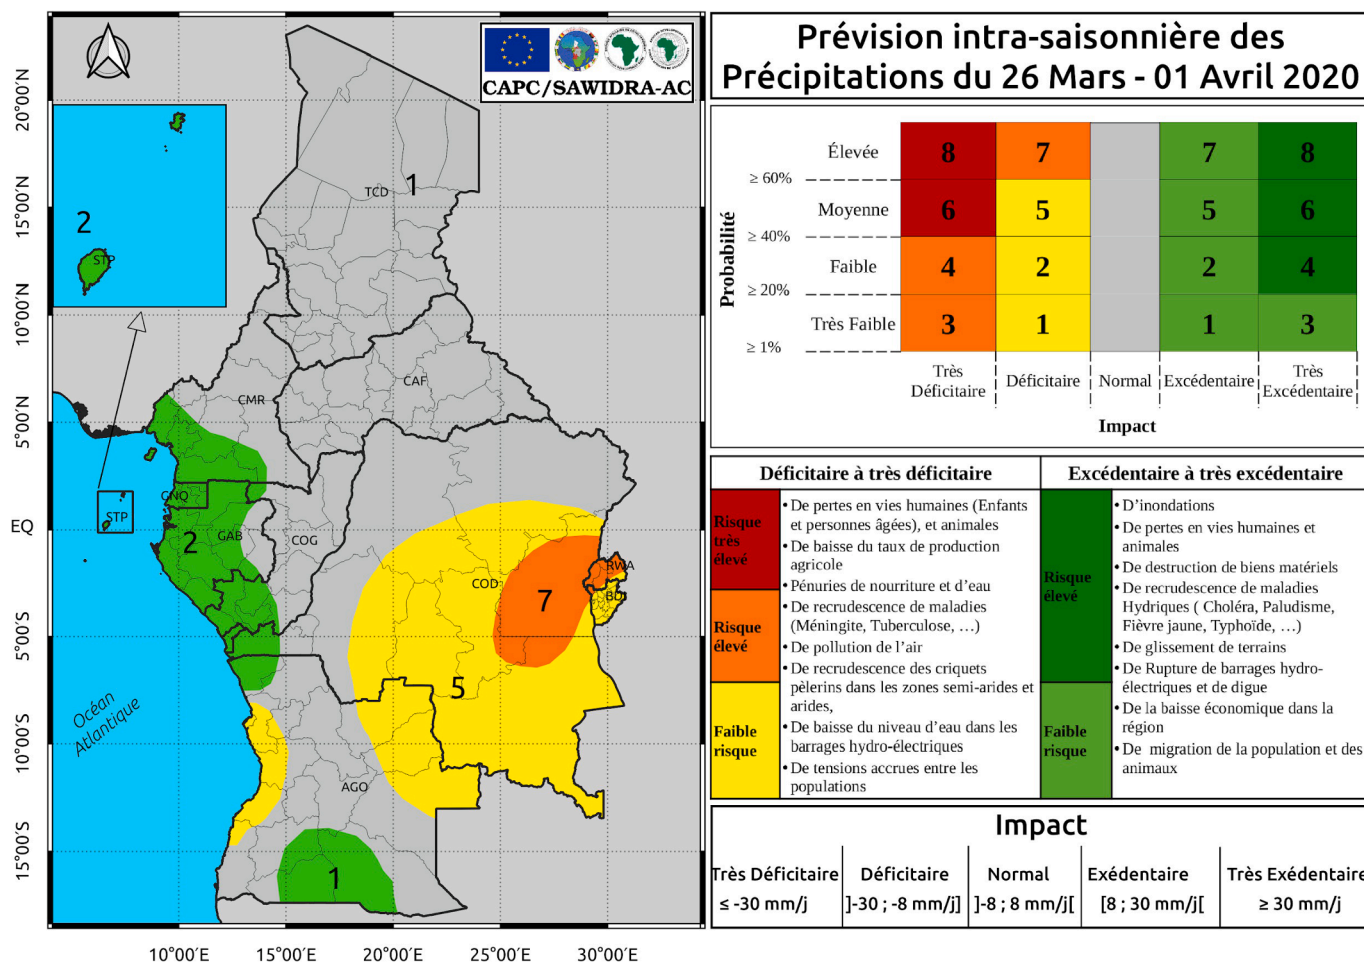 CAPC/SAWIDRA-AC
20°00′N
15°00′N
10°00′N
5°00′N
EQ
5°00′S
10°00′S
15°00′S
10°00′E
15°00′E
20°00′E
25°00′E
30°00′E
2
STP
TCD
1
CAF
CMR
GNQ
STP
2
GAB
COG
COD
RWA
BDI
7
5
Océan
Atlantique
AGO
1
Prévision intra-saisonnière des
Précipitations du 26 Mars - 01 Avril 2020
Probabilité
Élevée 8 7 7 8
≥ 60%
Moyenne 6 5 5 6
≥ 40%
Faible 4 2 2 4
≥ 20%
Très Faible 3 1 1 3
≥ 1%
Très Déficitaire
Déficitaire
Normal
Excédentaire
Très Excédentaire
Impact
Déficitaire à très déficitaire
Risque très élevé
Risque élevé
Faible risque
• De pertes en vies humaines (Enfants
et personnes âgées), et animales
• De baisse du taux de production
agricole
• Pénuries de nourriture et d’eau
• De recrudescence de maladies
(Méningite, Tuberculose, …)
• De pollution de l’air
• De recrudescence des criquets
pèlerins dans les zones semi-arides et
arides,
• De baisse du niveau d’eau dans les
barrages hydro-électriques
• De tensions accrues entre les
populations
Excédentaire à très excédentaire
Risque élevé
Faible risque
• D’inondations
• De pertes en vies humaines et
animales
• De destruction de biens matériels
• De recrudescence de maladies
Hydriques ( Choléra, Paludisme,
Fièvre jaune, Typhoïde, …)
• De glissement de terrains
• De Rupture de barrages hydro-
électriques et de digue
• De la baisse économique dans la
région
• De migration de la population et des
animaux
Impact
Très Déficitaire
≤ -30 mm/j
Déficitaire
]-30 ; -8 mm/j]
Normal
]-8 ; 8 mm/j[
Exédentaire
[8 ; 30 mm/j[
Très Exédentaire
≥ 30 mm/j